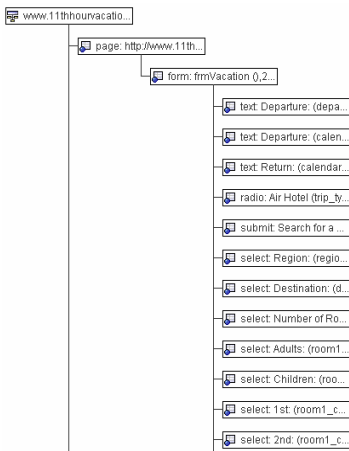 www.11thhourvacatio...
page: http://www.11th...
form: frmVacation (),2...
text: Departure: (depa...
text: Departure: (calen...
text: Return: (calendar...
radio: Air Hotel (trip_ty...
submit: Search for a ...
select: Region: (regio...
select: Destination: (d...
select: Number of Ro...
select: Adults: (room1...
select: Children: (roo...
select: 1st: (room1_c...
select: 2nd: (room1_c...